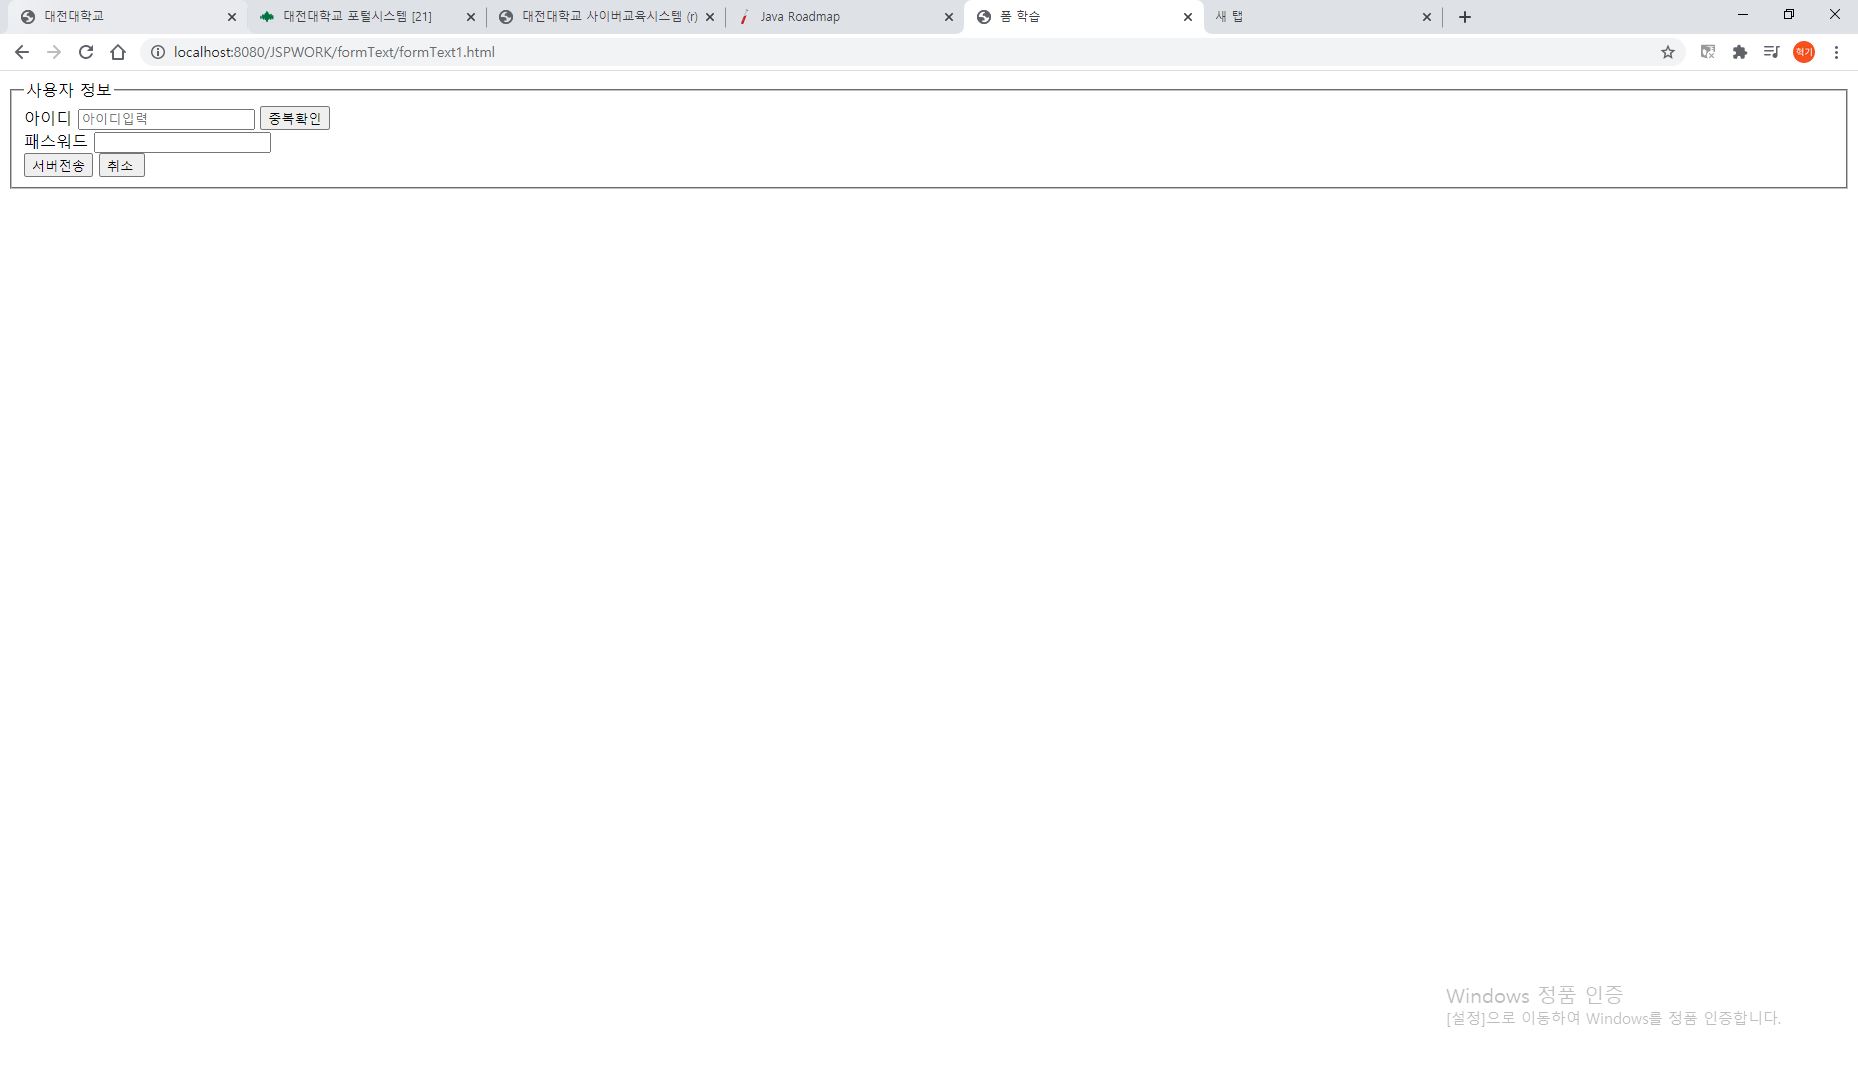 대전대학교
대전대학교 포털시스템 [21]
대전대학교 사이버교육시스템 (r)
Java Roadmap
폼 학습
새 탭
localhost:8080/JSPWORK/formText/formText1.html
혁기
사용자 정보
아이디 아이디입력 중복확인
패스워드
서버전송 취소
Windows 정품 인증
[설정]으로 이동하여 Windows를 정품 인증합니다.